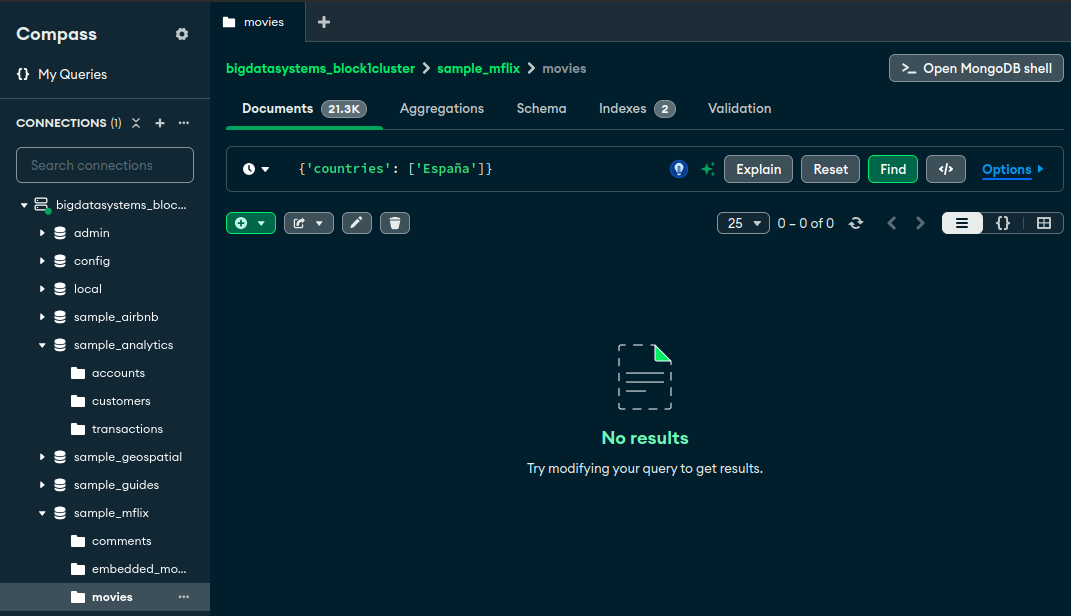 Compass
{} My Queries
CONNECTIONS (1)
Search connections
bigdatasystems_bloc...
admin
config
local
sample_airbnb
sample_analytics
accounts
customers
transactions
sample_geospatial
sample_guides
sample_mflix
comments
embedded_mo...
movies
movies
bigdatasystems_block1cluster > sample_mflix > movies
>_ Open MongoDB shell
Documents 21.3K Aggregations Schema Indexes 2 Validation
{'countries': ['España']}
Explain Reset Find </> Options
25 0 – 0 of 0 {}
No results
Try modifying your query to get results.